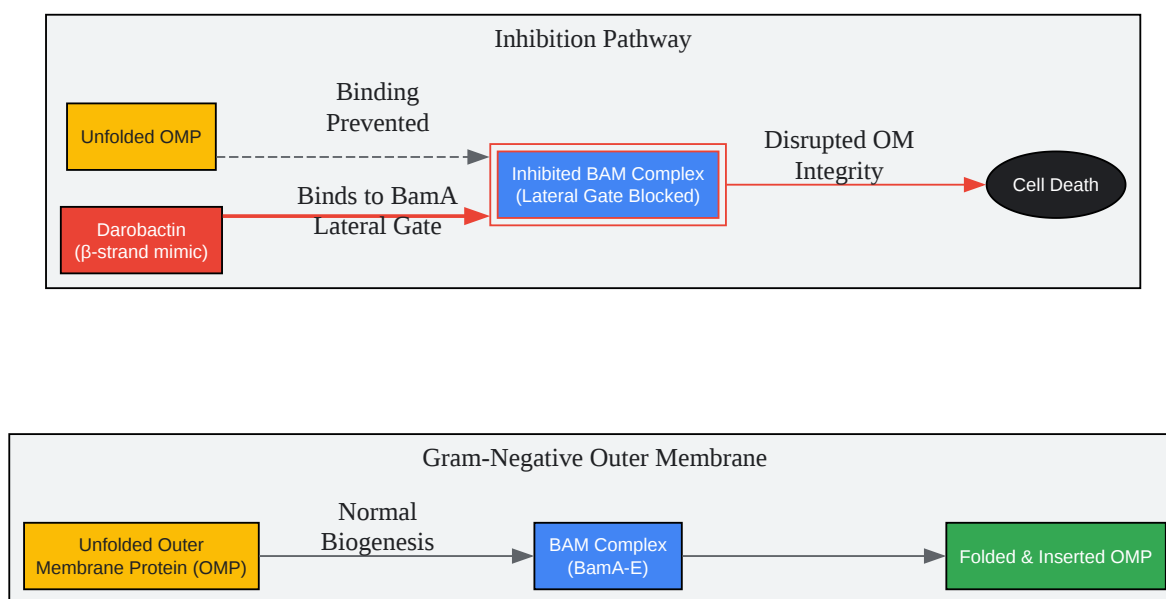 Inhibition Pathway
Unfolded OMP
Binding
Prevented
Darobactin
(β-strand mimic)
Binds to BamA
Lateral Gate
Inhibited BAM Complex
(Lateral Gate Blocked)
Disrupted OM
Integrity
Cell Death
Gram-Negative Outer Membrane
Unfolded Outer
Membrane Protein (OMP)
Normal
Biogenesis
BAM Complex
(BamA-E)
Folded & Inserted OMP